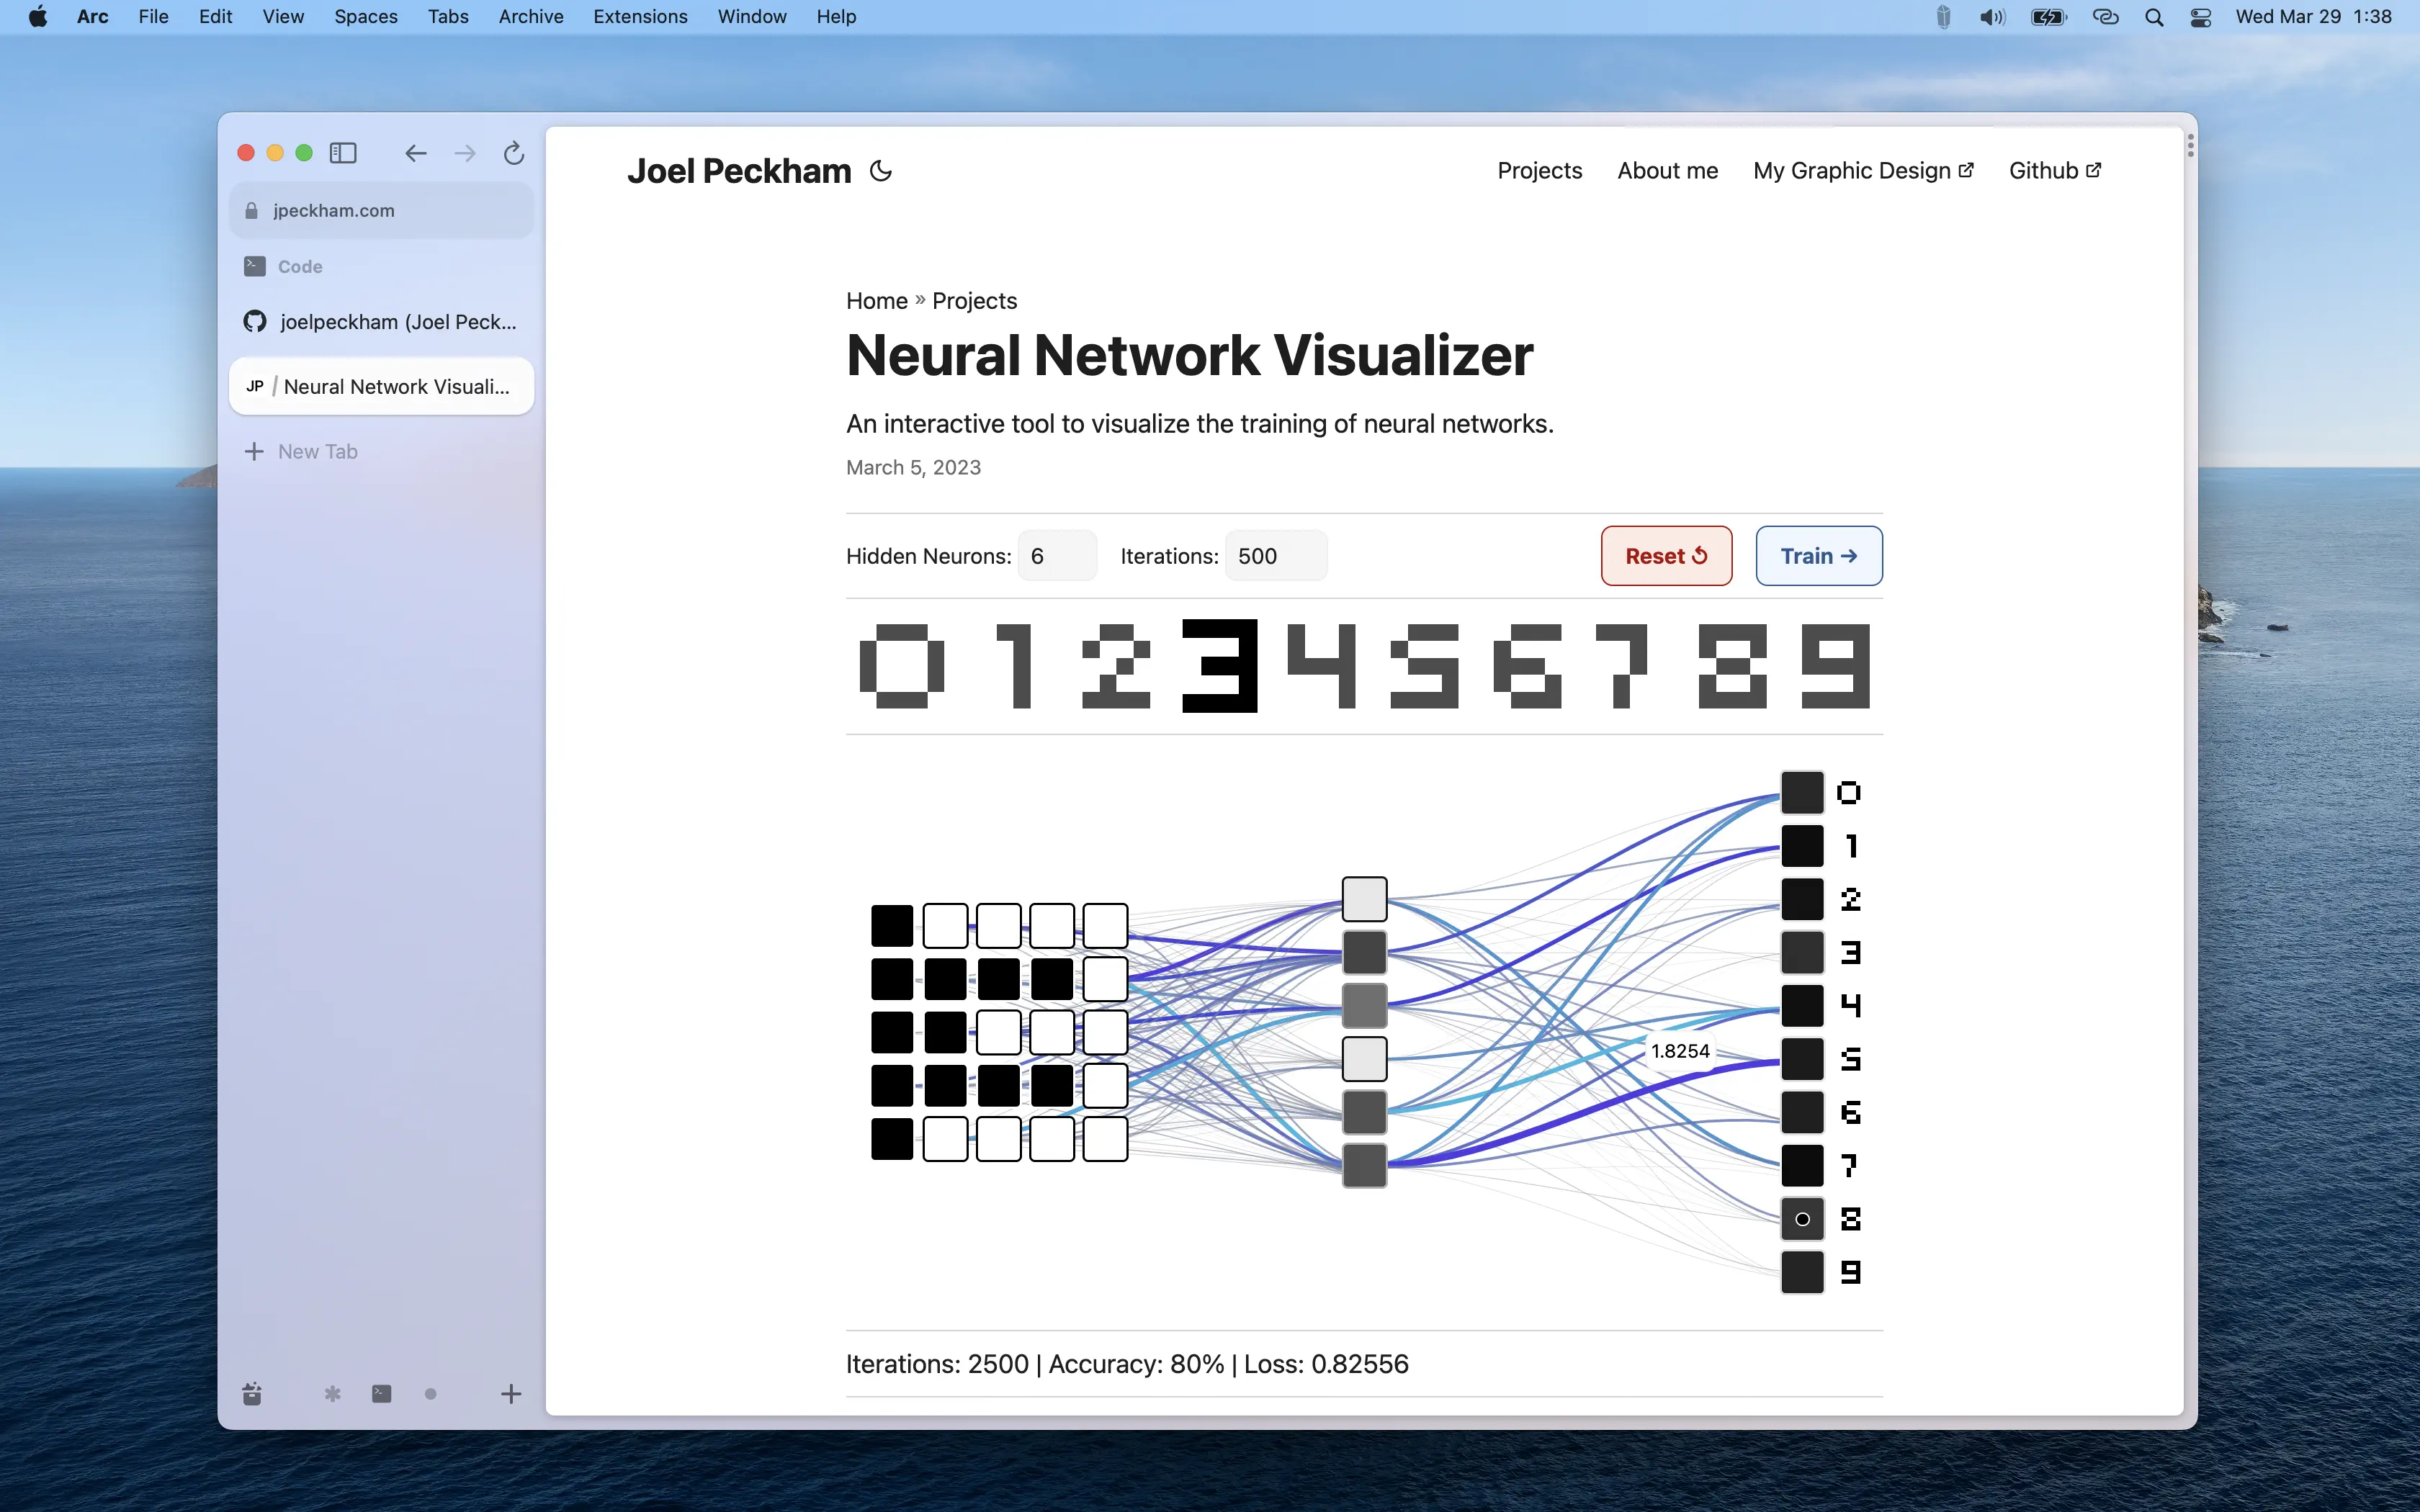 Arc File Edit View Spaces Tabs Archive Extensions Window Help Wed Mar 29 1:38
Joel Peckham Projects About me My Graphic Design Github
jpeckham.com
Code
joelpeckham (Joel Peck...
JP / Neural Network Visuali...
New Tab
Home » Projects
Neural Network Visualizer
An interactive tool to visualize the training of neural networks.
March 5, 2023
Hidden Neurons: 6 Iterations: 500 Reset Train →
0 1 2 3 4 5 6 7 8 9
0
1
2
3
4
1.8254
5
6
7
8
9
Iterations: 2500 | Accuracy: 80% | Loss: 0.82556